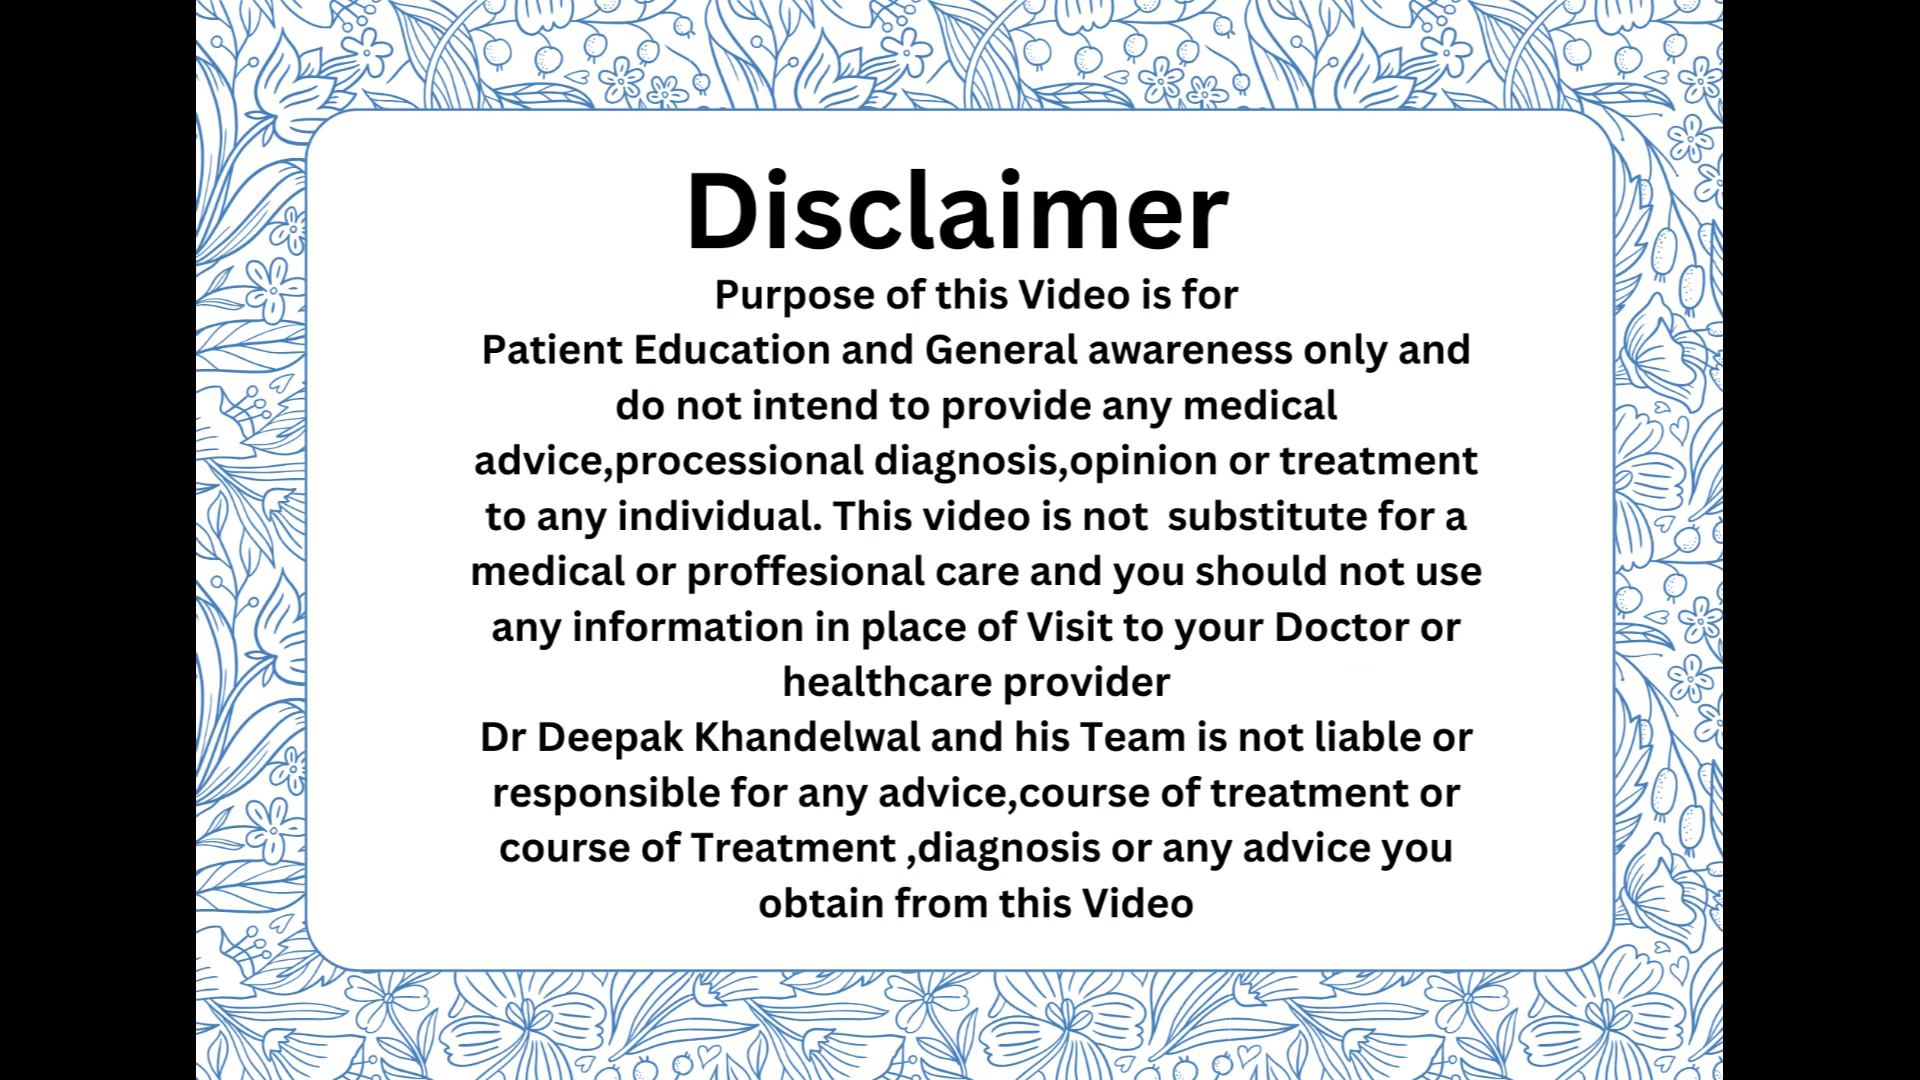 Disclaimer
Purpose of this Video is for
Patient Education and General awareness only and
do not intend to provide any medical
advice,processional diagnosis,opinion or treatment
to any individual. This video is not  substitute for a
medical or proffesional care and you should not use
any information in place of Visit to your Doctor or
healthcare provider
Dr Deepak Khandelwal and his Team is not liable or
responsible for any advice,course of treatment or
course of Treatment ,diagnosis or any advice you
obtain from this Video